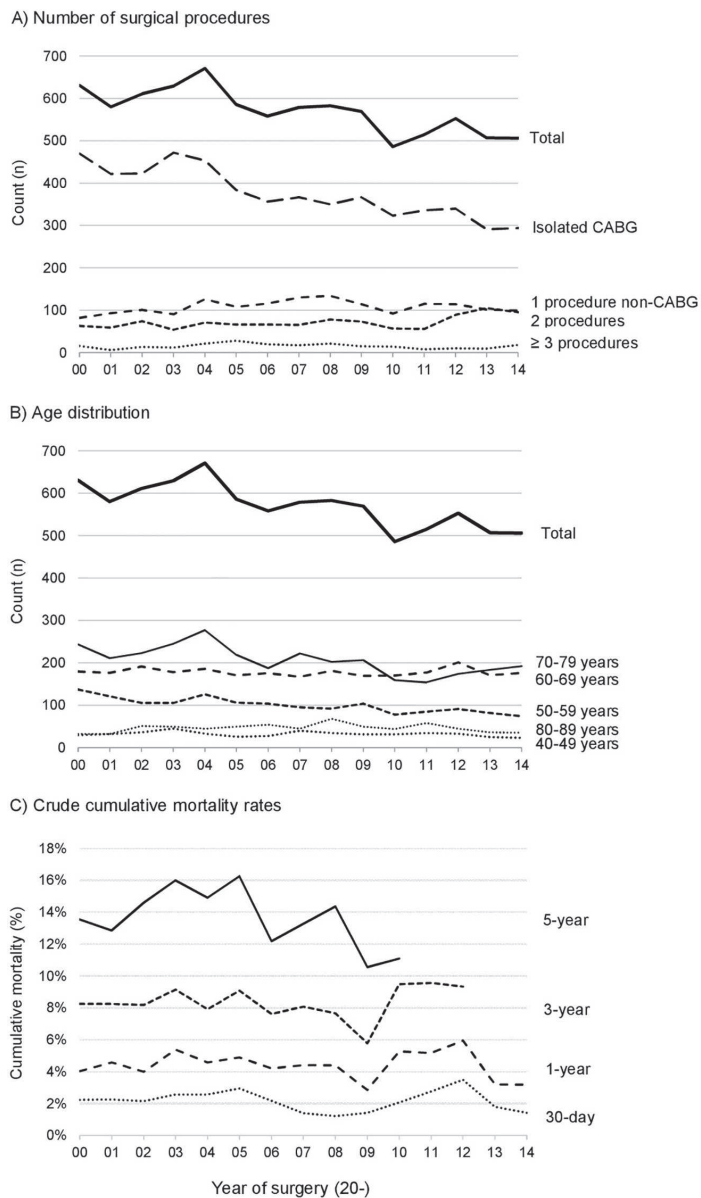 A) Number of surgical procedures
700
600
500
400
300
200
100
0
Count (n)
Total
Isolated CABG
1 procedure non-CABG
2 procedures
≥ 3 procedures
00 01 02 03 04 05 06 07 08 09 10 11 12 13 14
B) Age distribution
700
600
500
400
300
200
100
0
Count (n)
Total
70-79 years
60-69 years
50-59 years
80-89 years
40-49 years
00 01 02 03 04 05 06 07 08 09 10 11 12 13 14
C) Crude cumulative mortality rates
18%
16%
14%
12%
10%
8%
6%
4%
2%
0%
Cumulative mortality (%)
5-year
3-year
1-year
30-day
00 01 02 03 04 05 06 07 08 09 10 11 12 13 14
Year of surgery (20-)